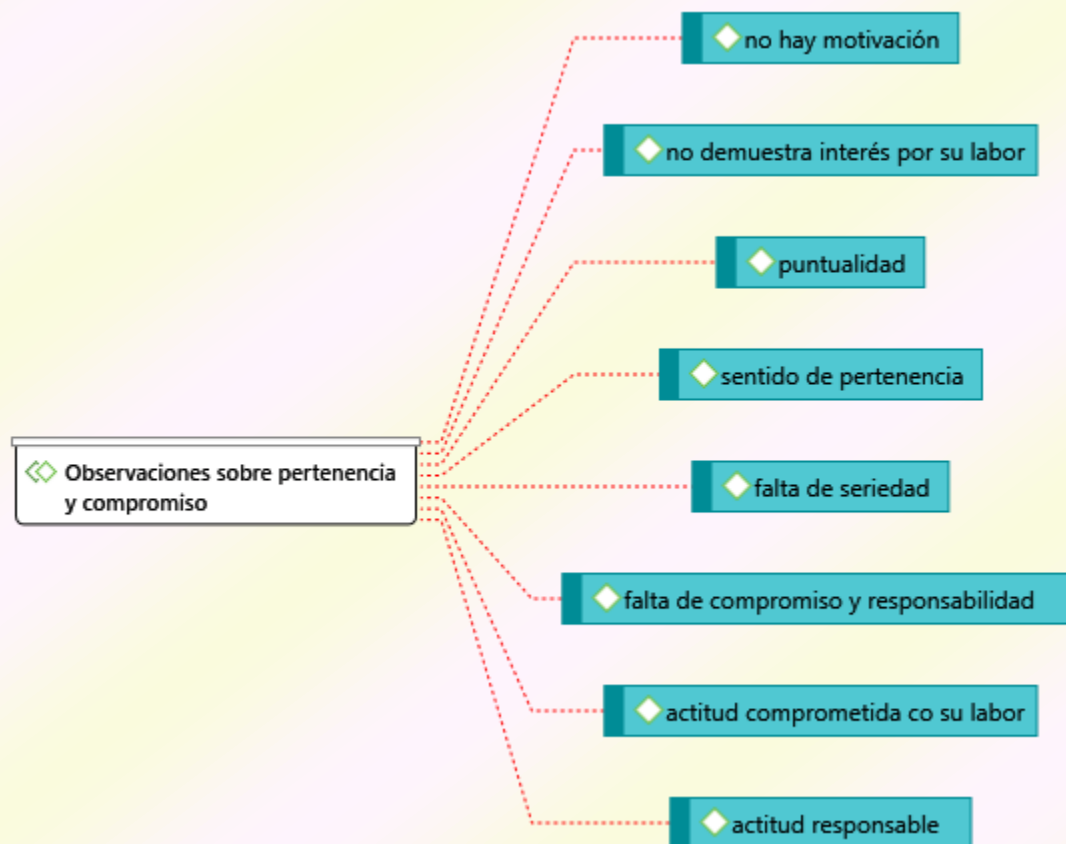 no hay motivación
no demuestra interés por su labor
puntualidad
sentido de pertenencia
Observaciones sobre pertenencia
y compromiso
falta de seriedad
falta de compromiso y responsabilidad
actitud comprometida co su labor
actitud responsable